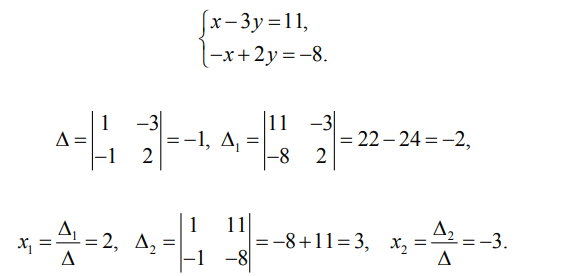 {x−3y=11,
−x+2y=−8.
Δ = |1 −3; −1 2| = −1, Δ₁ = |11 −3; −8 2| = 22−24 = −2,
x₁ = Δ₁/Δ = 2, Δ₂ = |1 11; −1 −8| = −8+11 = 3, x₂ = Δ₂/Δ = −3.